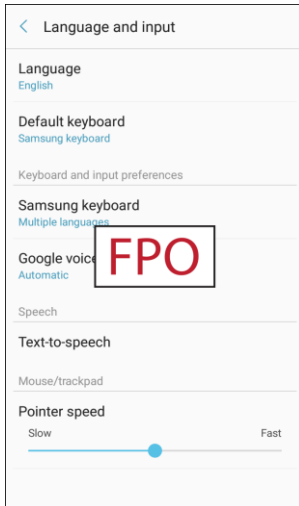 Language and input
Language
English
Default keyboard
Samsung keyboard
Keyboard and input preferences
Samsung keyboard
Multiple languages
Google voice
FPO
Automatic
Speech
Text-to-speech
Mouse/trackpad
Pointer speed
Slow Fast